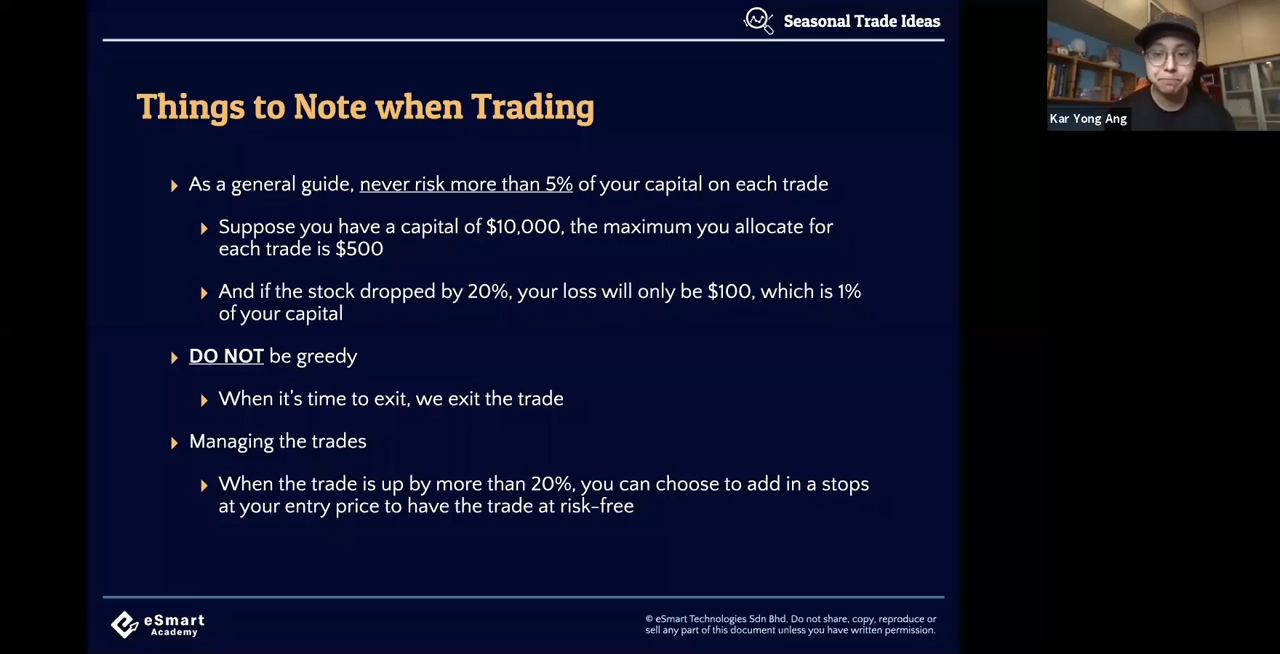 Seasonal Trade Ideas
Kar Yong Ang
Things to Note when Trading
As a general guide, never risk more than 5% of your capital on each trade
Suppose you have a capital of $10,000, the maximum you allocate for
each trade is $500
And if the stock dropped by 20%, your loss will only be $100, which is 1%
of your capital
DO NOT be greedy
When it's time to exit, we exit the trade
Managing the trades
When the trade is up by more than 20%, you can choose to add in a stops
at your entry price to have the trade at risk-free
eSmart
Academy
© eSmart Technologies Sdn Bhd. Do not share, copy, reproduce or
sell any part of this document unless you have written permission.